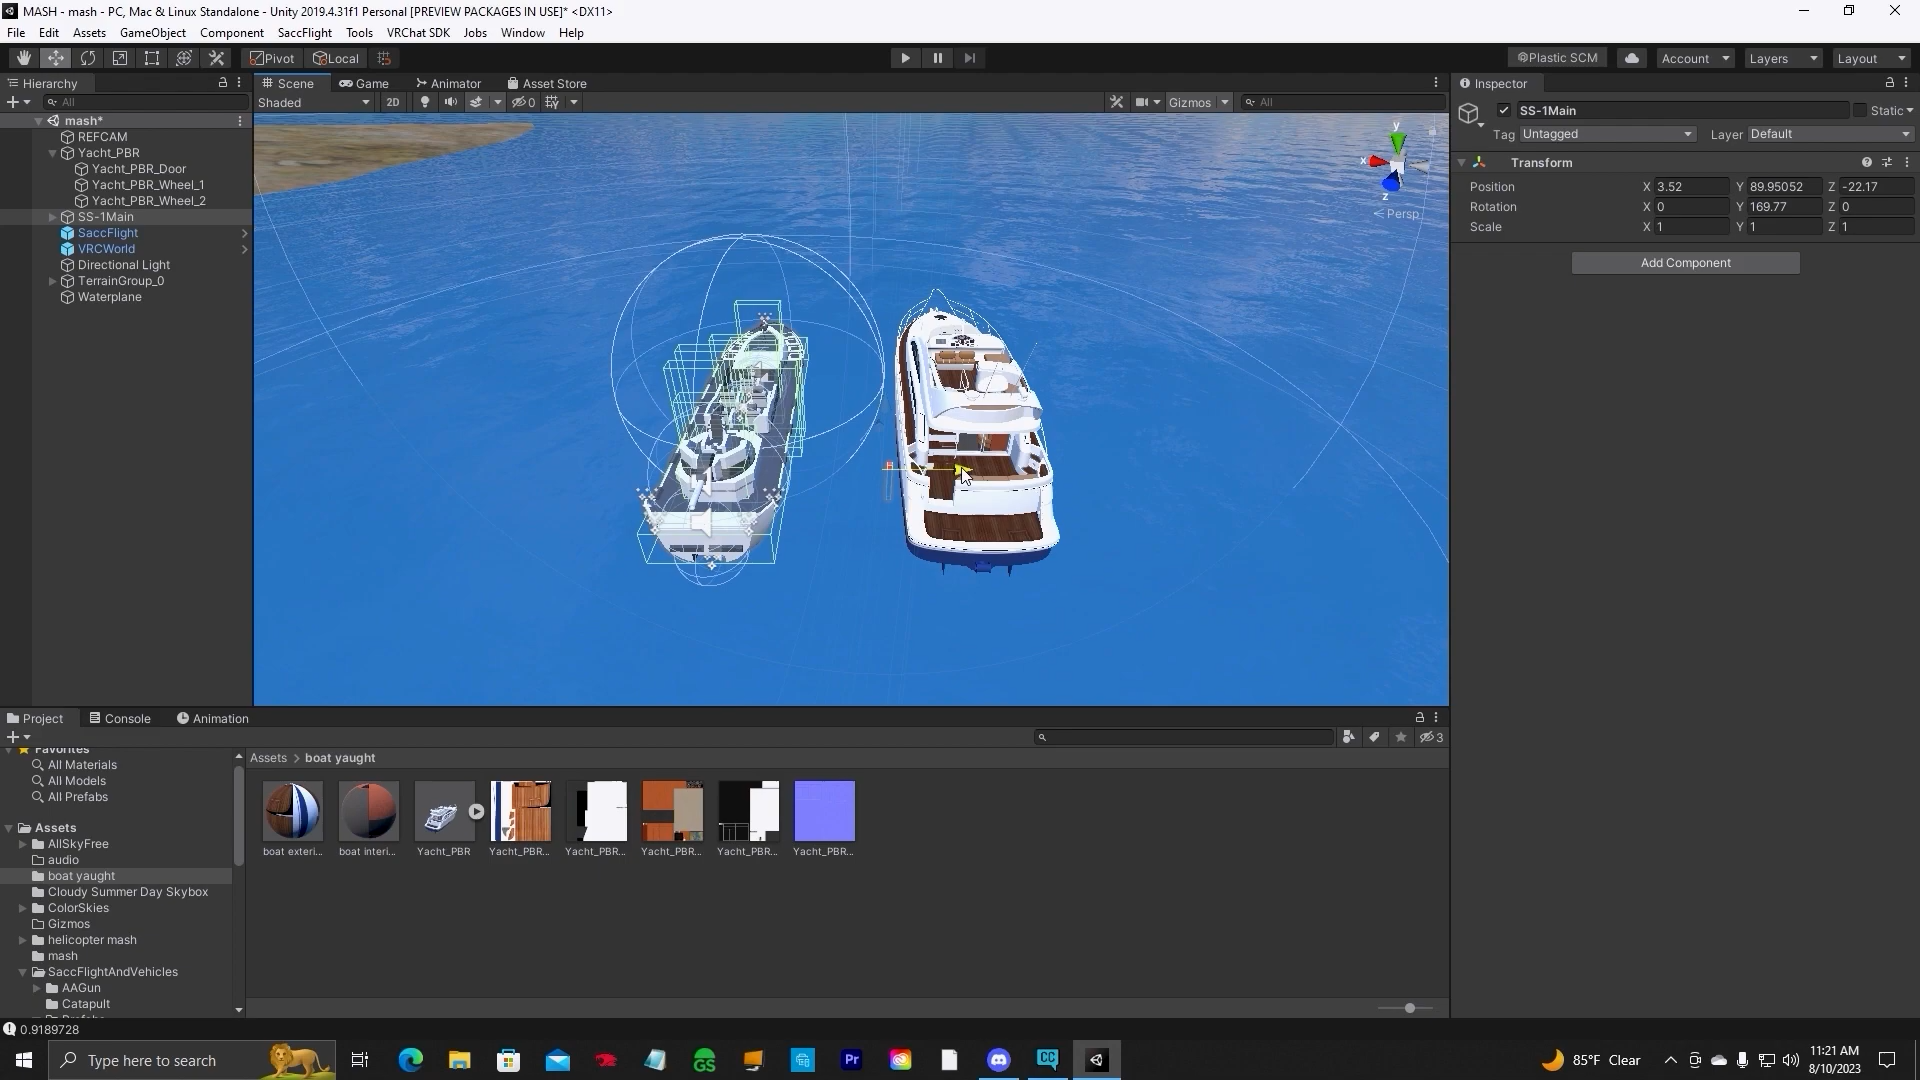 MASH - mash - PC, Mac & Linux Standalone - Unity 2019.4.31f1 Personal [PREVIEW PACKAGES IN USE]* <DX11>
File Edit Assets GameObject Component SaccFlight Tools VRChat SDK Jobs Window Help
Pivot Local Plastic SCM Account Layers Layout
Hierarchy
All
mash*
REFCAM
Yacht_PBR
Yacht_PBR_Door
Yacht_PBR_Wheel_1
Yacht_PBR_Wheel_2
SS-1Main
SaccFlight
VRCWorld
Directional Light
TerrainGroup_0
Waterplane
Scene Game Animator Asset Store
Shaded 2D 0 Gizmos All
y
x
z
< Persp
Inspector
SS-1Main Static
Tag Untagged Layer Default
Transform
Position X 3.52 Y 89.95052 Z -22.17
Rotation X 0 Y 169.77 Z 0
Scale X 1 Y 1 Z 1
Add Component
Project Console Animation
3
Favorites
All Materials
All Models
All Prefabs
Assets
AllSkyFree
audio
boat yaught
Cloudy Summer Day Skybox
ColorSkies
Gizmos
helicopter mash
mash
SaccFlightAndVehicles
AAGun
Catapult
Assets > boat yaught
boat exteri... boat interi... Yacht_PBR Yacht_PBR... Yacht_PBR... Yacht_PBR... Yacht_PBR... Yacht_PBR...
0.9189728
Type here to search
GS
Pr
CC
85°F Clear
11:21 AM
8/10/2023